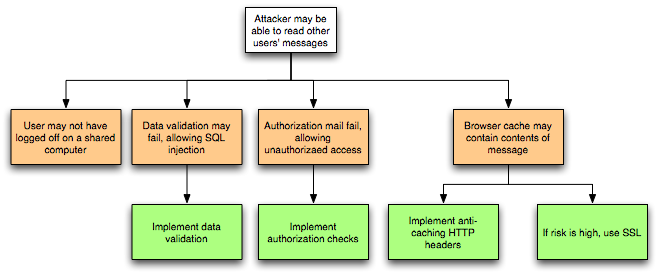 Attacker may be
able to read other
users' messages
User may not have
logged off on a shared
computer
Data validation may
fail, allowing SQL
injection
Authorization mail fail,
allowing
unauthorizaed access
Browser cache may
contain contents of
message
Implement data
validation
Implement
authorization checks
Implement anti-
caching HTTP
headers
If risk is high, use SSL